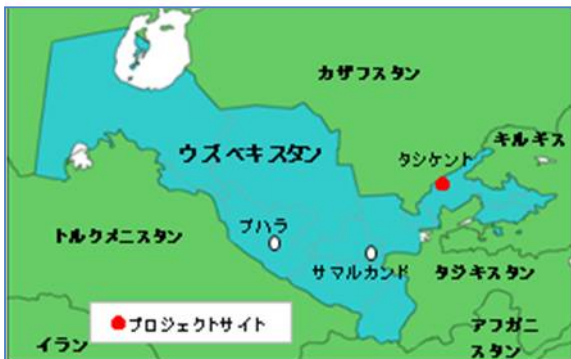 カザフスタン
キルギス
タシケント
ウズベキスタン
ブハラ
トルクメニスタン
サマルカンド
タジキスタン
プロジェクトサイト
アフガニ
スタン
イラン